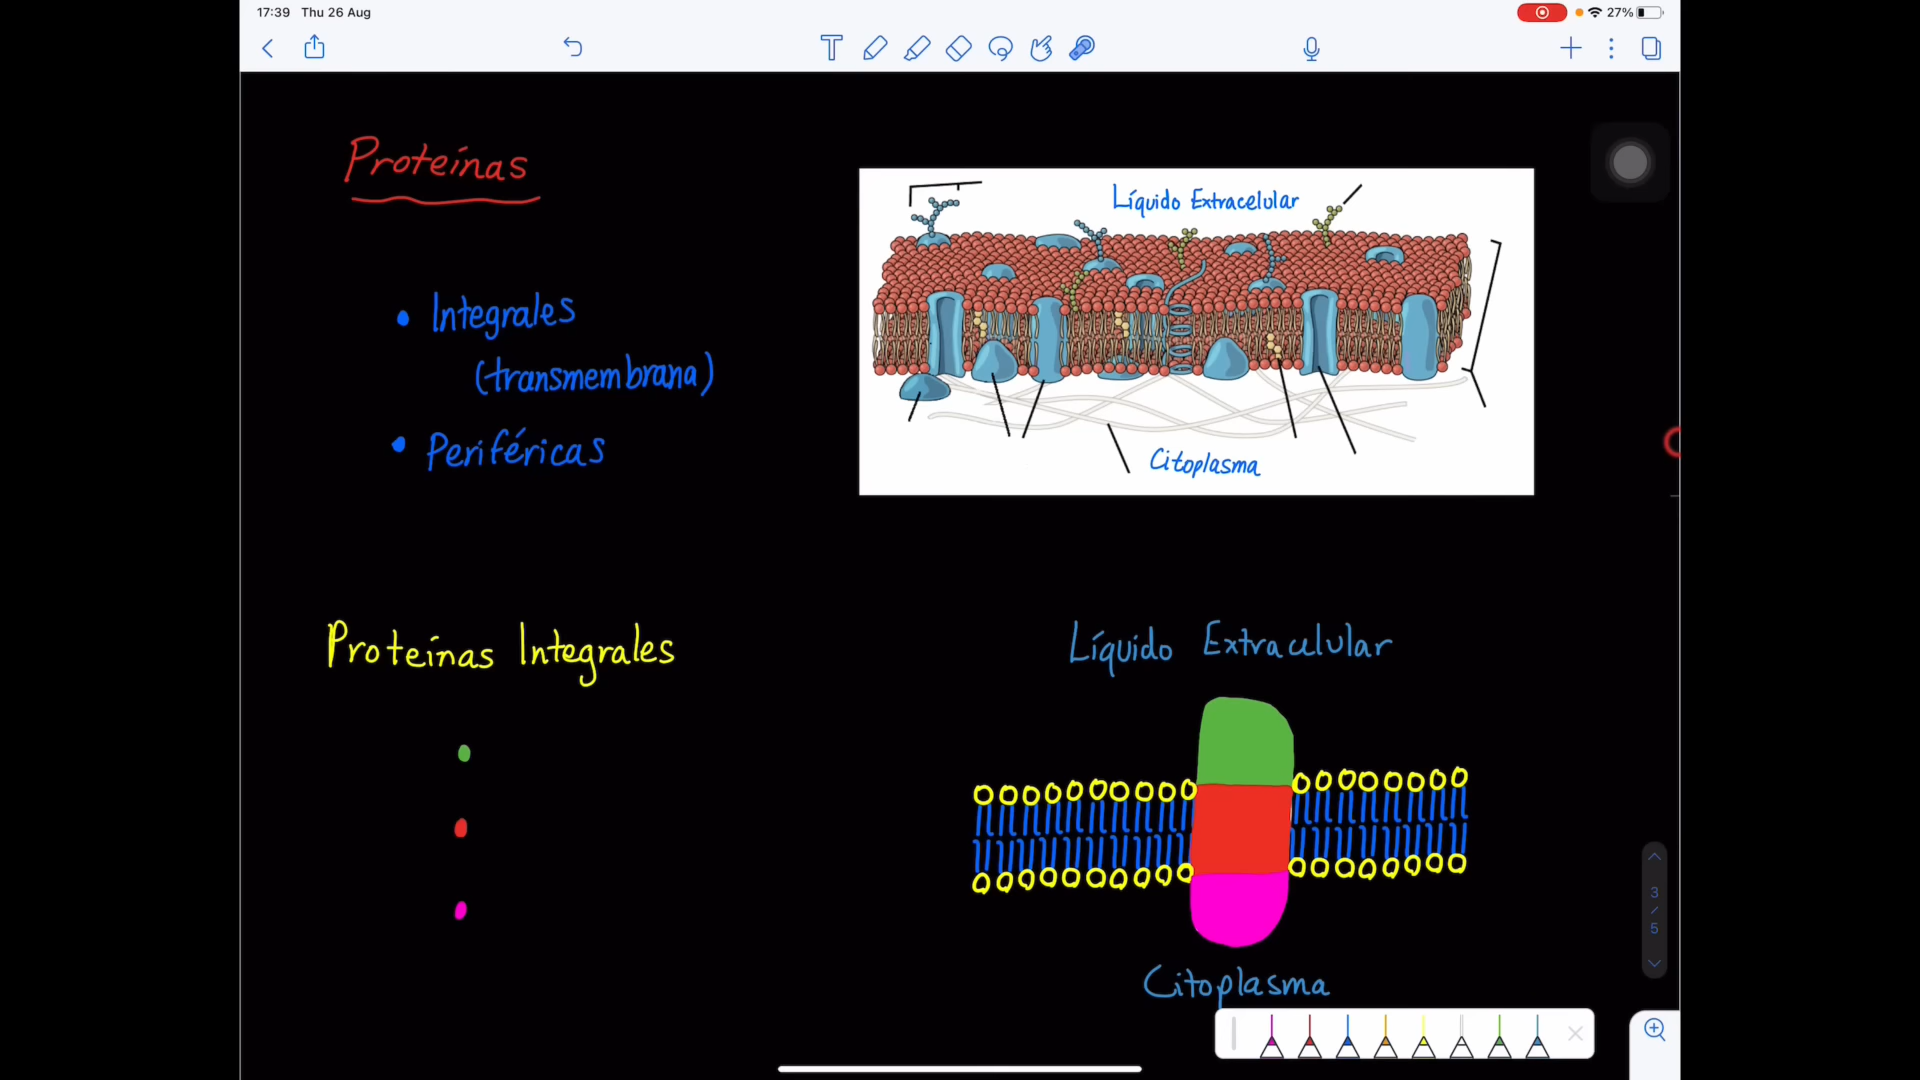 17:39 Thu 26 Aug
27%
T
Proteínas
Líquido Extracelular
• Integrales
(transmembrana)
• Periféricas
Citoplasma
Proteínas Integrales
Líquido Extracelular
3
/
5
Citoplasma